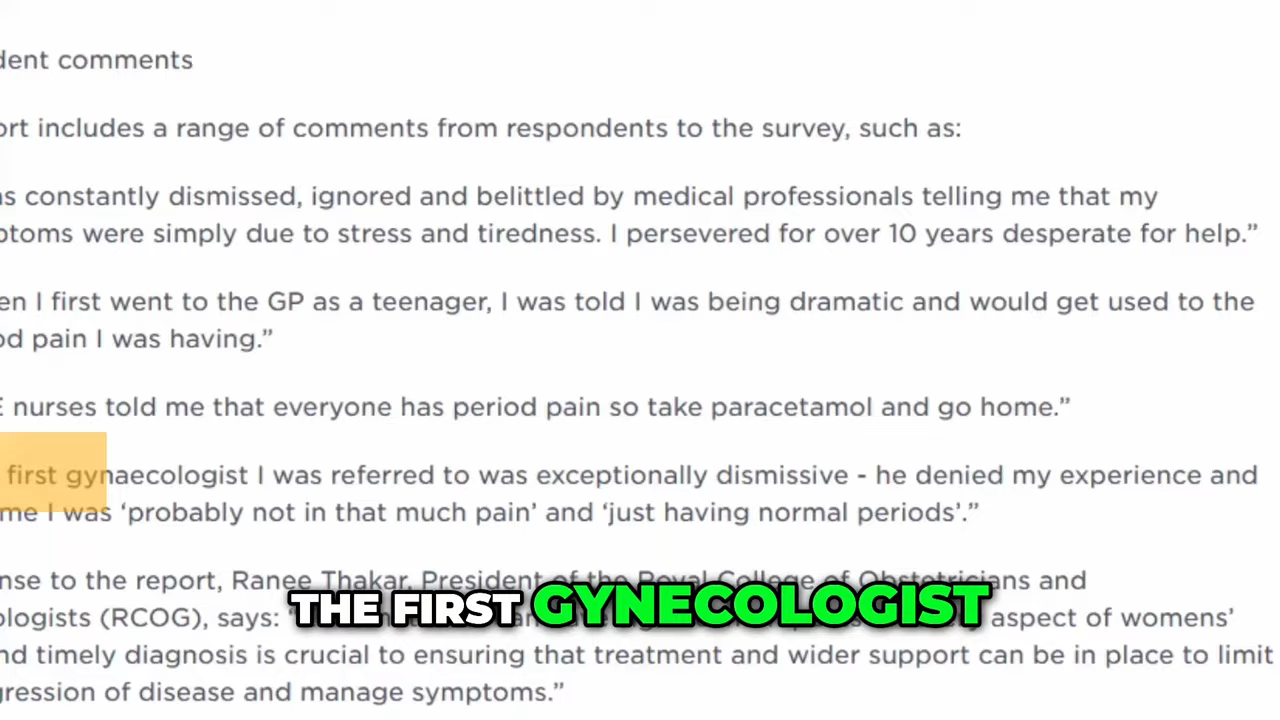 dent comments
ort includes a range of comments from respondents to the survey, such as:
s constantly dismissed, ignored and belittled by medical professionals telling me that my
ptoms were simply due to stress and tiredness. I persevered for over 10 years desperate for help.”
en I first went to the GP as a teenager, I was told I was being dramatic and would get used to the
od pain I was having.”
E nurses told me that everyone has period pain so take paracetamol and go home.”
first gynaecologist I was referred to was exceptionally dismissive - he denied my experience and
me I was ‘probably not in that much pain’ and ‘just having normal periods’.”
nse to the report, Ranee Thakar, President of the Royal College of Obstetricians and
ologists (RCOG), says: aspect of womens’
THE FIRST GYNECOLOGIST
nd timely diagnosis is crucial to ensuring that treatment and wider support can be in place to limit
gression of disease and manage symptoms.”